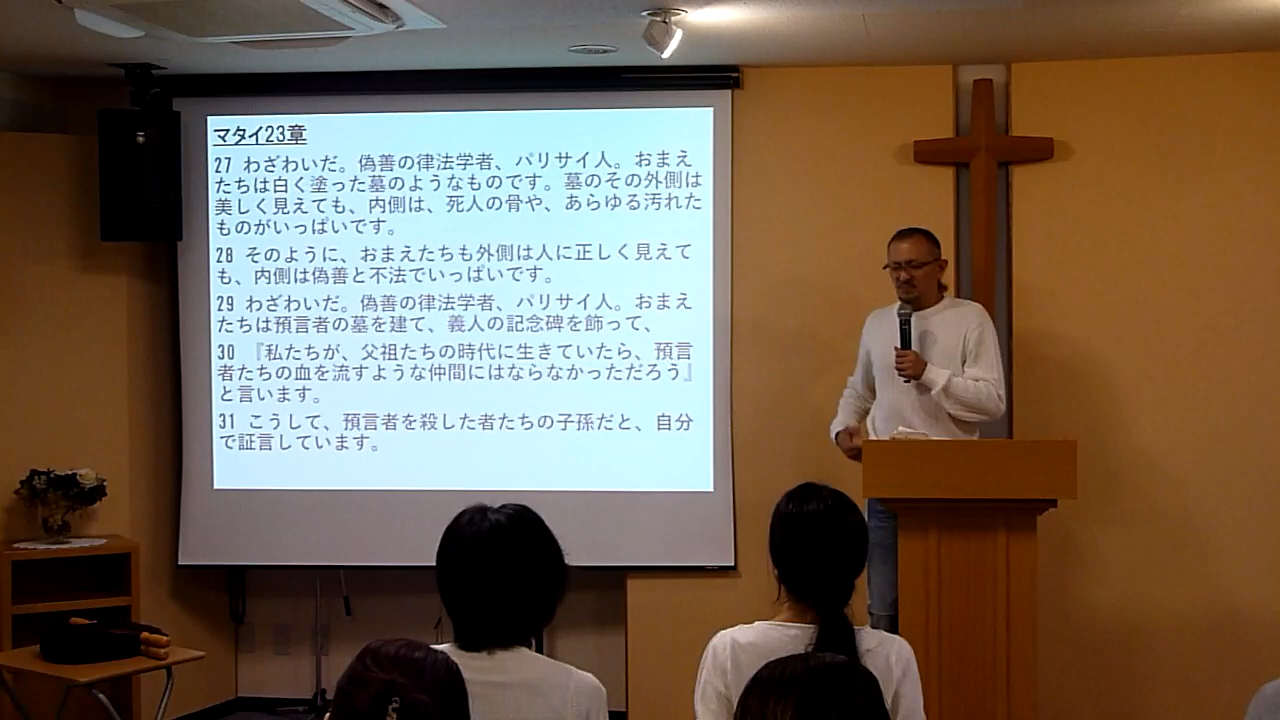 マタイ23章
27 わざわいだ。偽善の律法学者、パリサイ人。おまえ
たちは白く塗った墓のようなものです。墓のその外側は
美しく見えても、内側は、死人の骨や、あらゆる汚れた
ものがいっぱいです。
28 そのように、おまえたちも外側は人に正しく見えて
も、内側は偽善と不法でいっぱいです。
29 わざわいだ。偽善の律法学者、パリサイ人。おまえ
たちは預言者の墓を建て、義人の記念碑を飾って、
30 『私たちが、父祖たちの時代に生きていたら、預言
者たちの血を流すような仲間にはならなかっただろう』
と言います。
31 こうして、預言者を殺した者たちの子孫だと、自分
で証言しています。